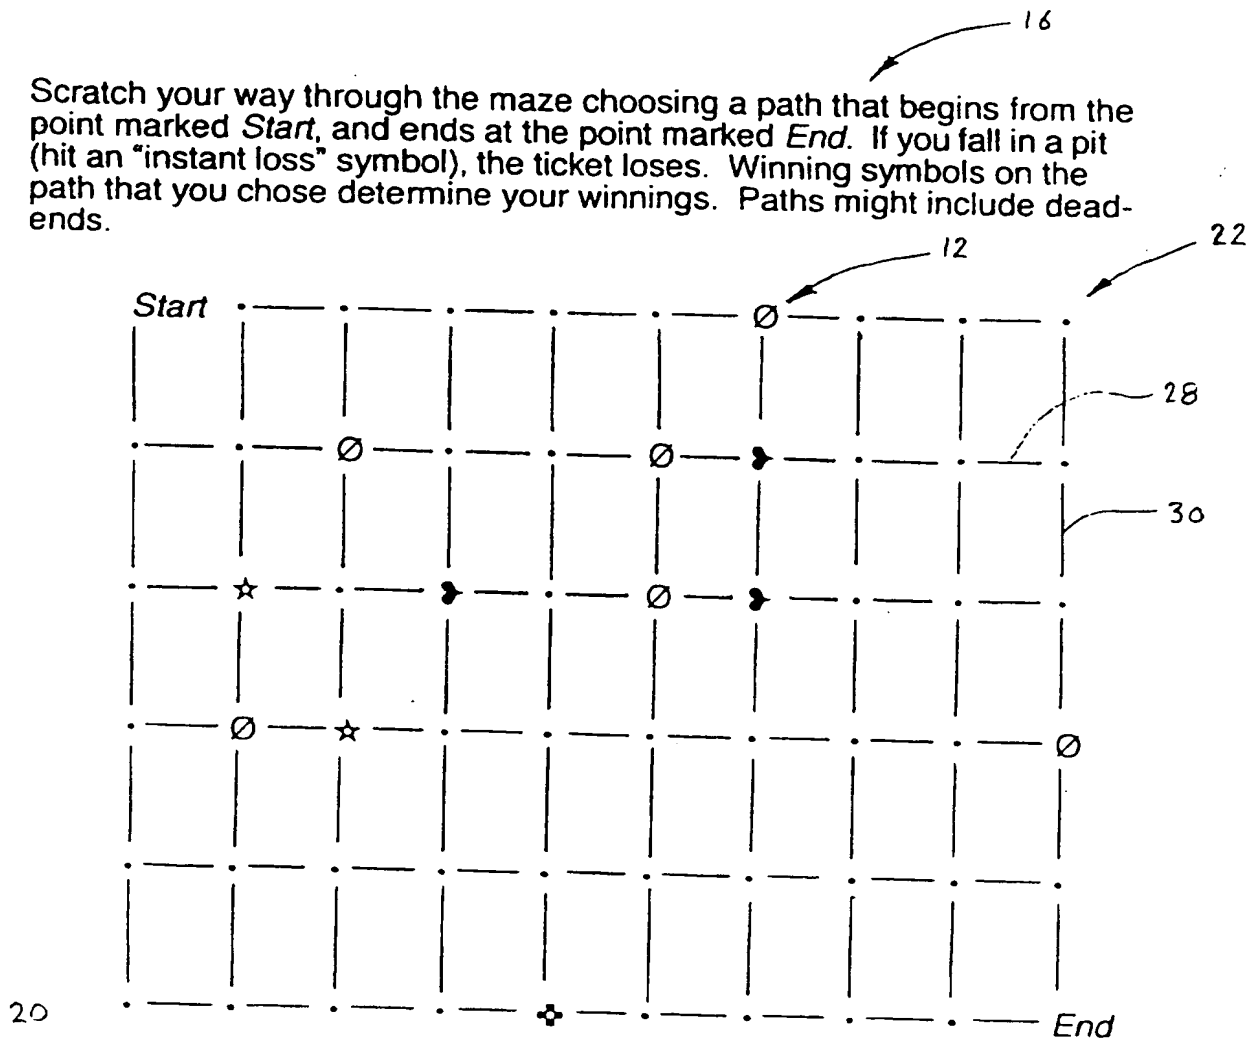 16
Scratch your way through the maze choosing a path that begins from the
point marked Start, and ends at the point marked End. If you fall in a pit
(hit an "instant loss" symbol), the ticket loses. Winning symbols on the
path that you chose determine your winnings. Paths might include dead-
ends.
12
22
Start
28
30
20
End